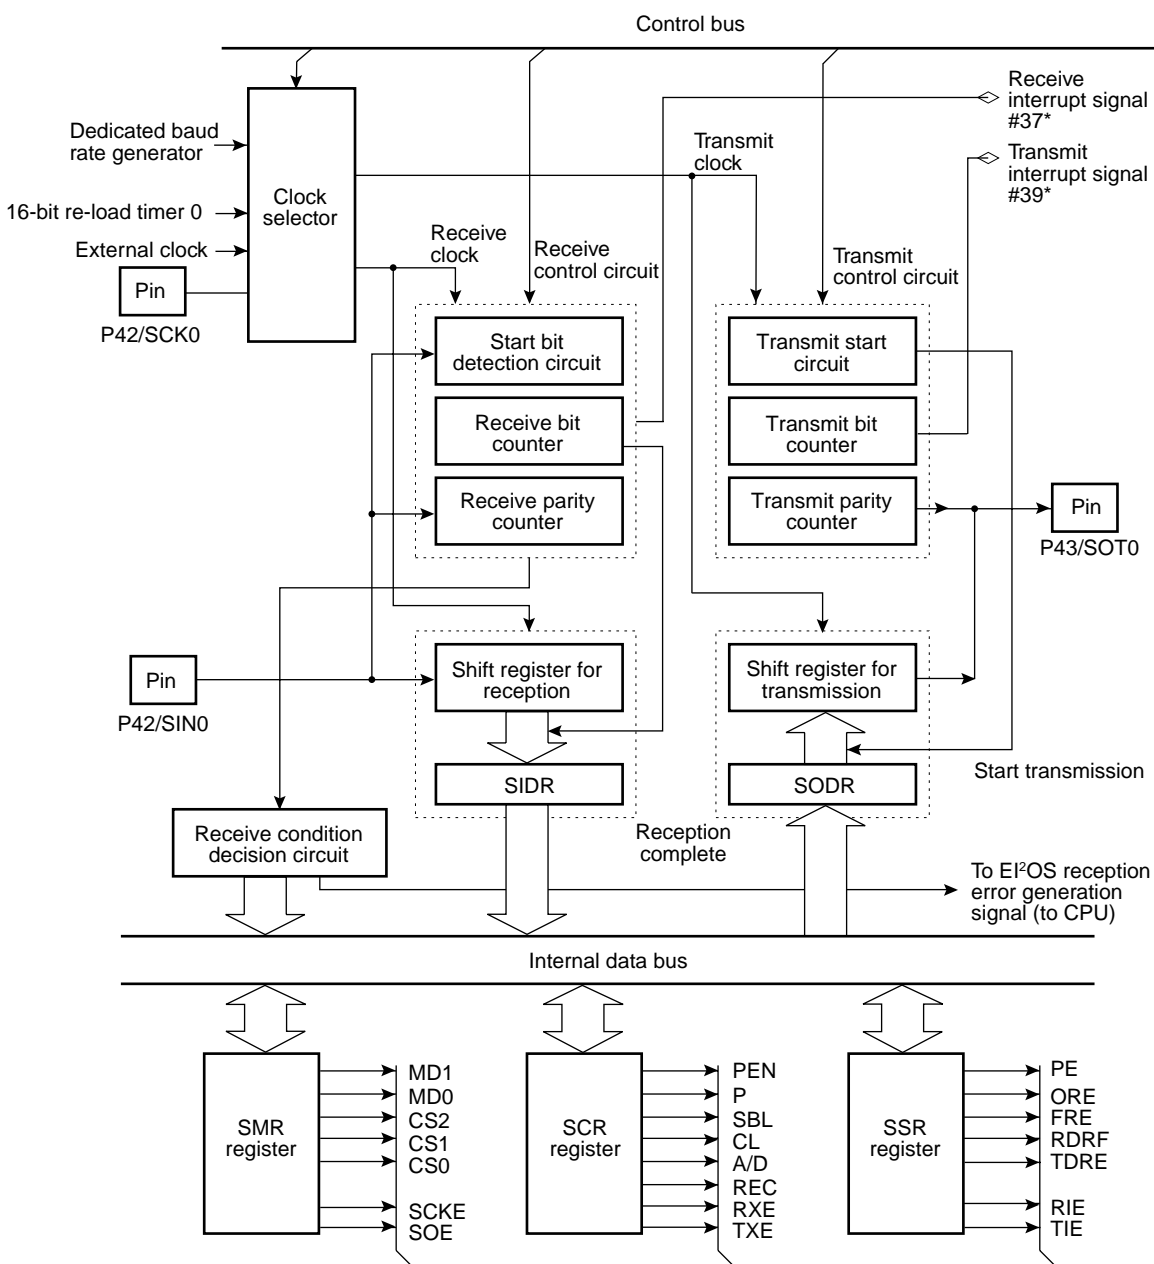 Control bus
Receive
interrupt signal
#37*
Dedicated baud
rate generator
Transmit
clock
Transmit
interrupt signal
#39*
Clock
selector
16-bit re-load timer 0
External clock
Receive
clock
Receive
control circuit
Transmit
control circuit
Pin
P42/SCK0
Start bit
detection circuit
Transmit start
circuit
Receive bit
counter
Transmit bit
counter
Receive parity
counter
Transmit parity
counter
Pin
P43/SOT0
Pin
P42/SIN0
Shift register for
reception
Shift register for
transmission
Start transmission
SIDR
SODR
Receive condition
decision circuit
Reception
complete
To EI²OS reception
error generation
signal (to CPU)
Internal data bus
SMR
register
MD1
MD0
CS2
CS1
CS0
SCKE
SOE
SCR
register
PEN
P
SBL
CL
A/D
REC
RXE
TXE
SSR
register
PE
ORE
FRE
RDRF
TDRE
RIE
TIE